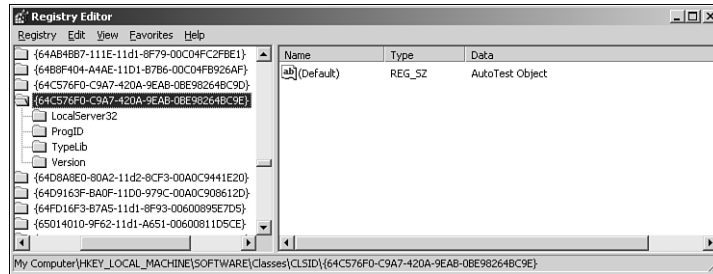 Registry Editor
Registry Edit View Favorites Help
{64AB4BB7-111E-11d1-8F79-00C04FC2FBE1}
{64B8F404-A4AE-11D1-B7B6-00C04FB926AF}
{64C576F0-C9A7-420A-9EAB-0BE98264BC9D}
{64C576F0-C9A7-420A-9EAB-0BE98264BC9E}
LocalServer32
ProgID
TypeLib
Version
{64D8A8E0-80A2-11d2-8CF3-00A0C9441E20}
{64D9163F-BA0F-11D0-979C-00A0C908612D}
{64FD16F3-B7A5-11d1-8F93-00600895E7D5}
{65014010-9F62-11d1-A651-00600811D5CE}
Name Type Data
ab (Default) REG_SZ AutoTest Object
My Computer\HKEY_LOCAL_MACHINE\SOFTWARE\Classes\CLSID\{64C576F0-C9A7-420A-9EAB-0BE98264BC9E}